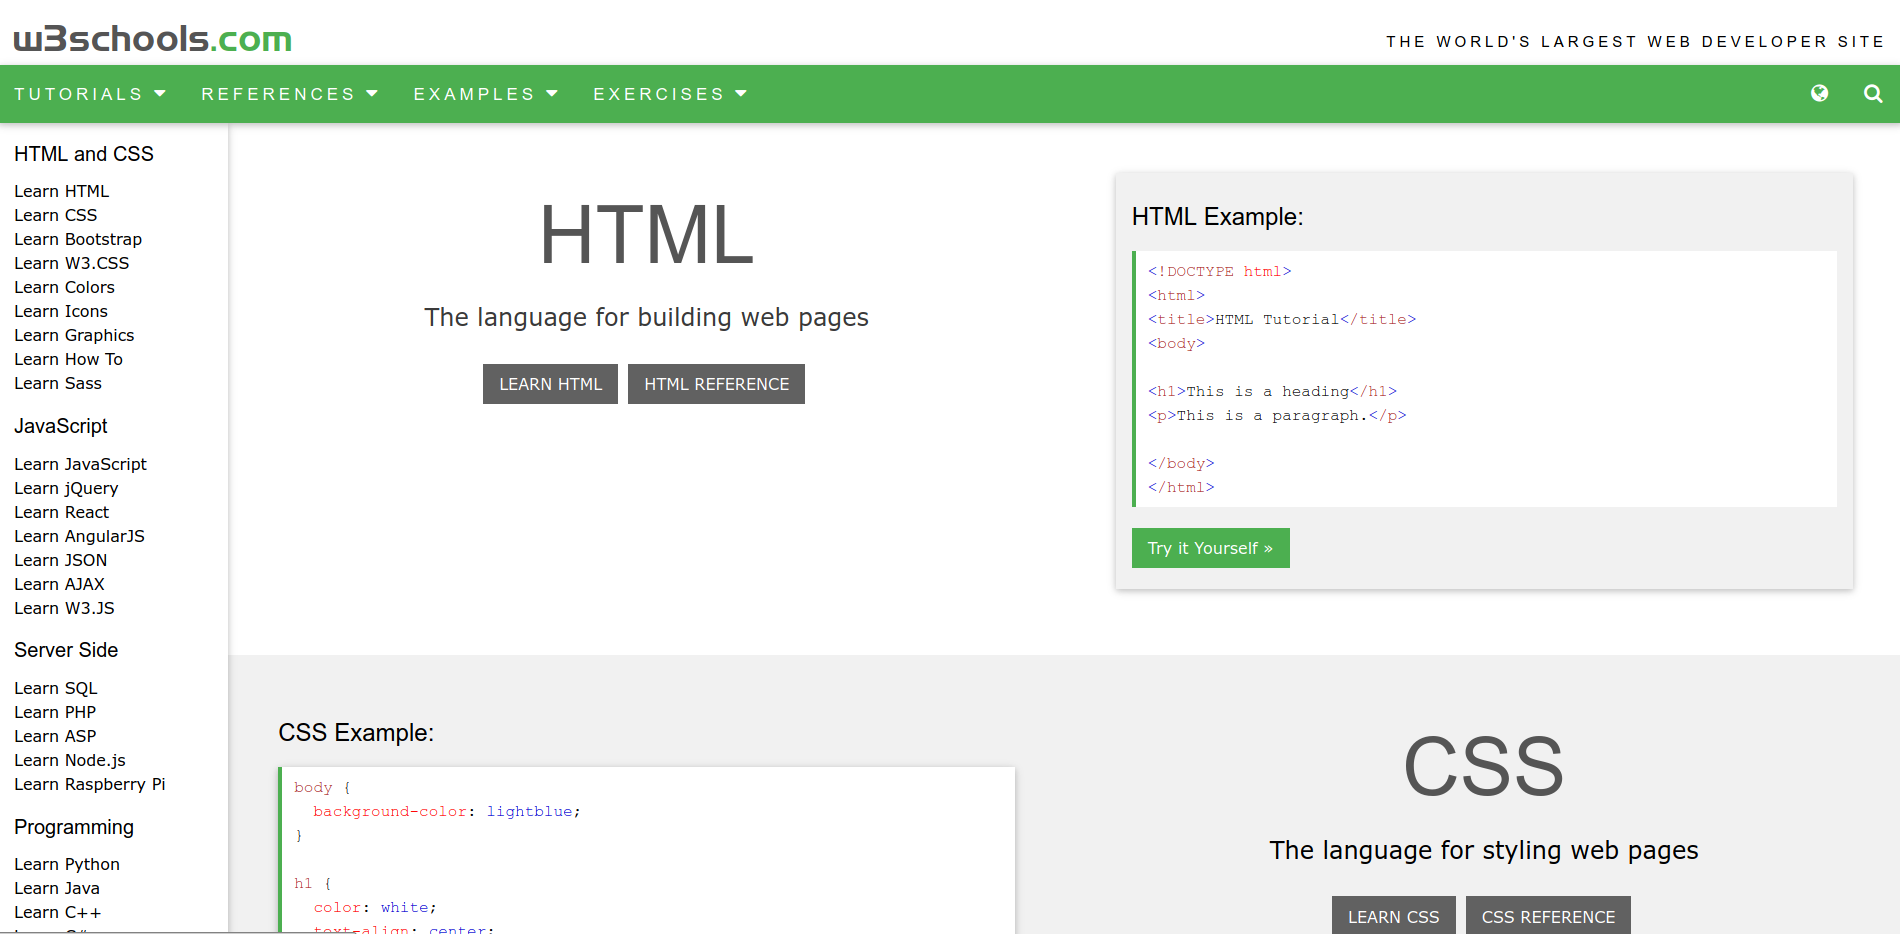 w3schools.com
THE WORLD'S LARGEST WEB DEVELOPER SITE
TUTORIALS REFERENCES EXAMPLES EXERCISES
HTML and CSS
Learn HTML
Learn CSS
Learn Bootstrap
Learn W3.CSS
Learn Colors
Learn Icons
Learn Graphics
Learn How To
Learn Sass
JavaScript
Learn JavaScript
Learn jQuery
Learn React
Learn AngularJS
Learn JSON
Learn AJAX
Learn W3.JS
Server Side
Learn SQL
Learn PHP
Learn ASP
Learn Node.js
Learn Raspberry Pi
Programming
Learn Python
Learn Java
Learn C++
HTML
The language for building web pages
LEARN HTML HTML REFERENCE
HTML Example:
<!DOCTYPE html>
<html>
<title>HTML Tutorial</title>
<body>
<h1>This is a heading</h1>
<p>This is a paragraph.</p>
</body>
</html>
Try it Yourself »
CSS Example:
body {
background-color: lightblue;
}
h1 {
color: white;
text-align: center;
CSS
The language for styling web pages
LEARN CSS CSS REFERENCE